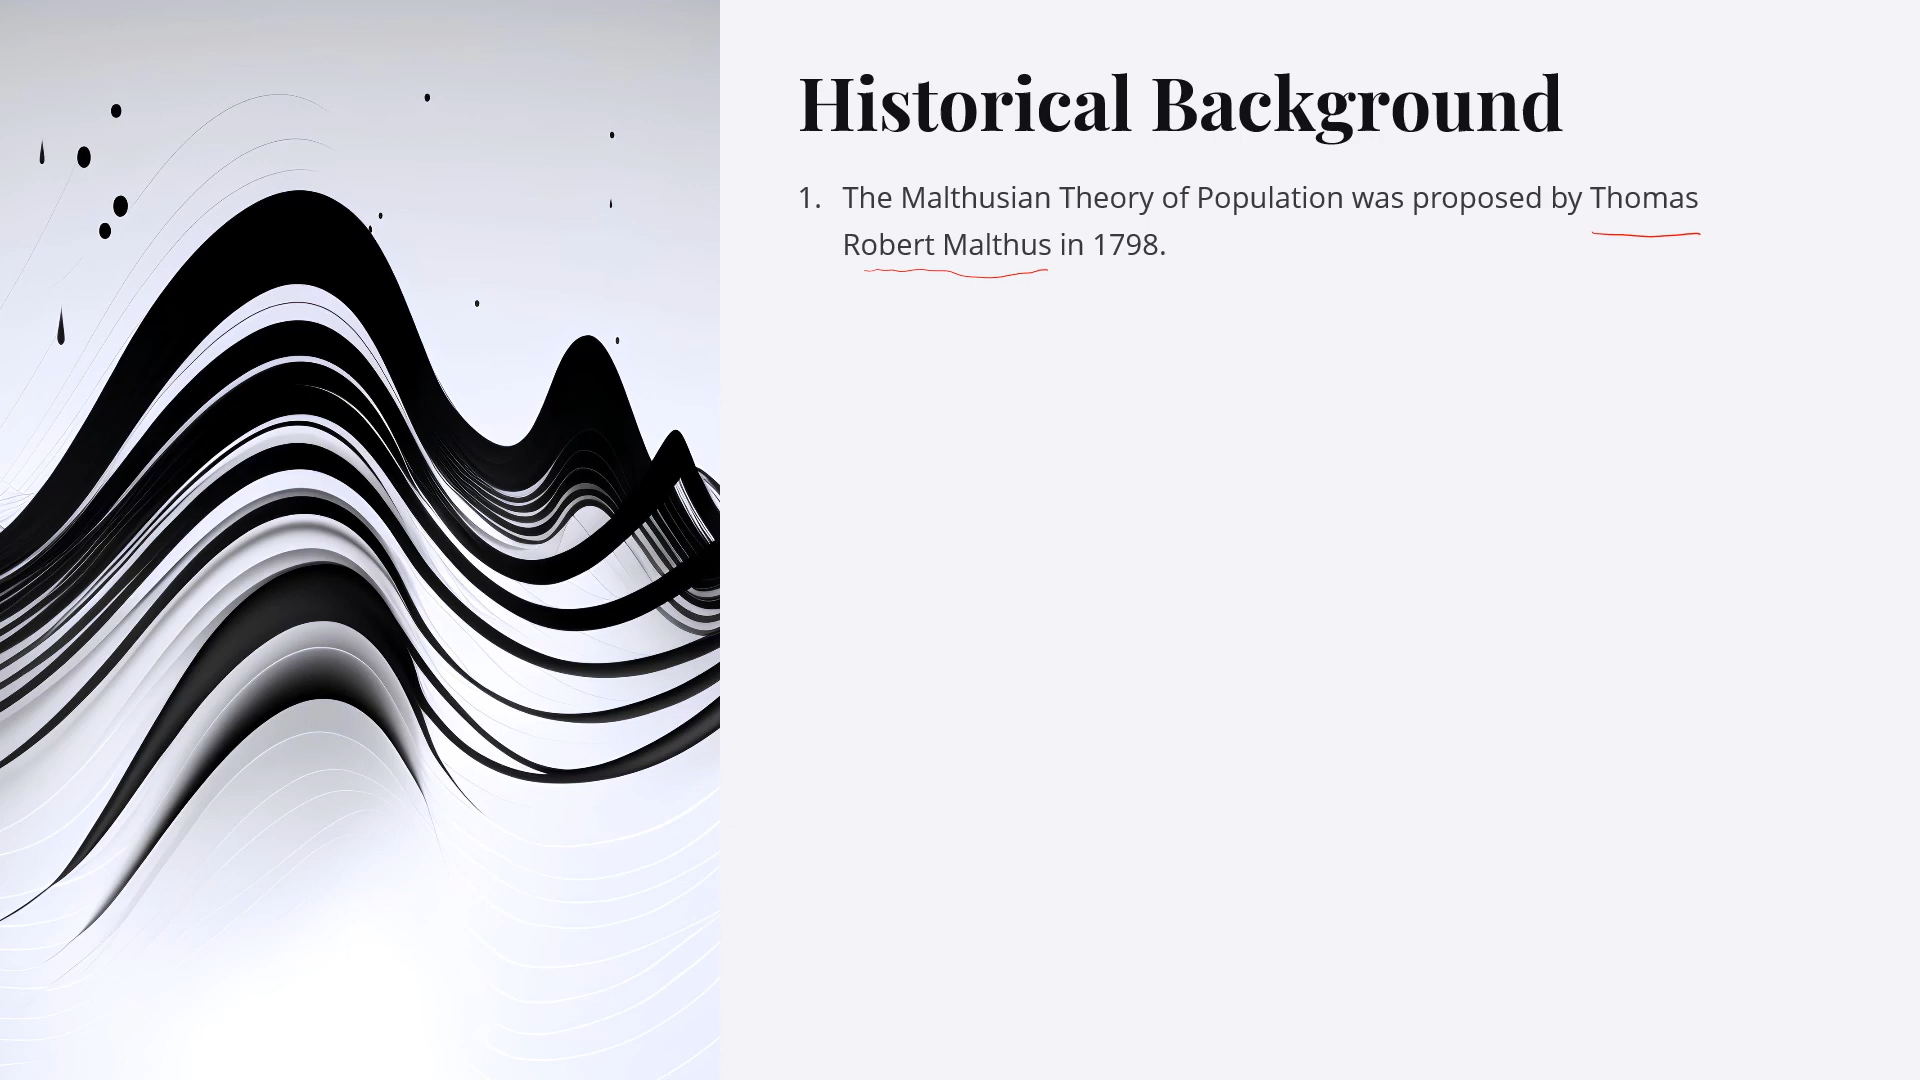 Historical Background
1. The Malthusian Theory of Population was proposed by Thomas
Robert Malthus in 1798.